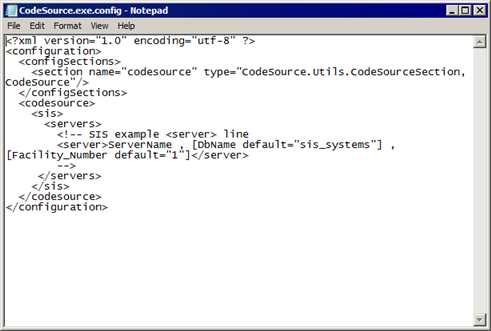 CodeSource.exe.config - Notepad
File Edit Format View Help
<?xml version="1.0" encoding="utf-8" ?>
<configuration>
  <configSections>
    <section name="codesource" type="CodeSource.Utils.CodeSourceSection,
CodeSource"/>
  </configSections>
  <codesource>
    <sis>
      <servers>
        <!-- SIS example <server> line
        <server>ServerName , [DbName default="sis_systems"] ,
[Facility_Number default="1"]</server>
        -->
      </servers>
    </sis>
  </codesource>
</configuration>